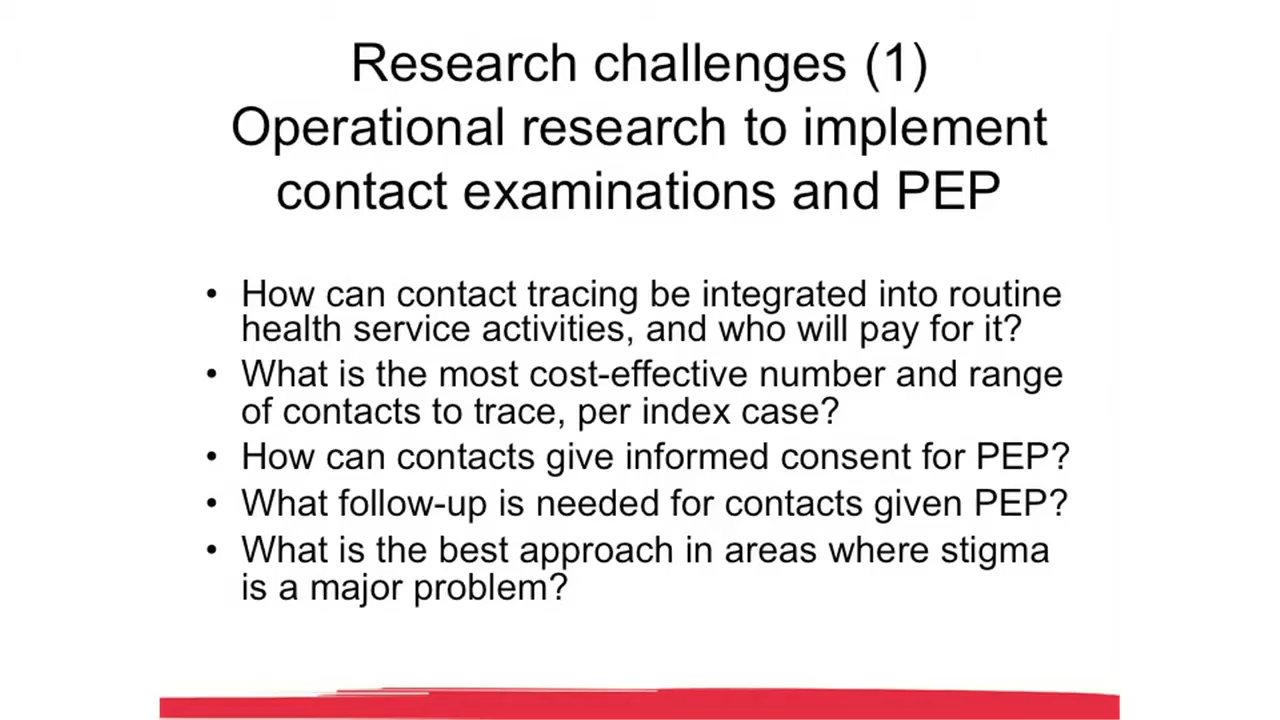 Research challenges (1)
Operational research to implement
contact examinations and PEP
• How can contact tracing be integrated into routine
health service activities, and who will pay for it?
• What is the most cost-effective number and range
of contacts to trace, per index case?
• How can contacts give informed consent for PEP?
• What follow-up is needed for contacts given PEP?
• What is the best approach in areas where stigma
is a major problem?